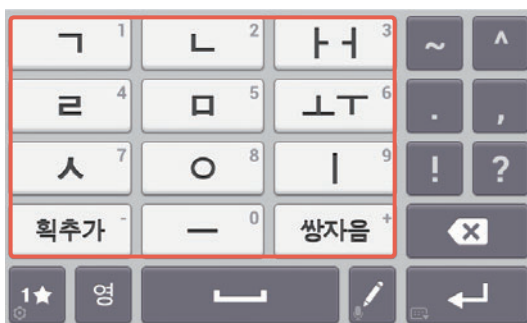 ㄱ 1 ㄴ 2 ㅏㅓ 3 ~ ^
ㄹ 4 ㅁ 5 ㅗㅜ 6 . ,
ㅅ 7 ㅇ 8 ㅣ 9 ! ?
획추가 - ㅡ 0 쌍자음 +
1★ 영